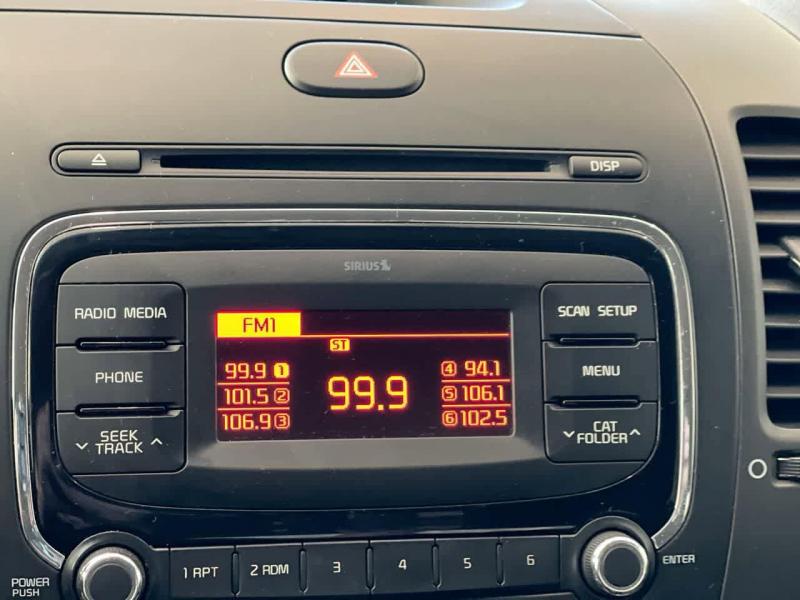 DISP
SIRIUS
RADIO MEDIA
SCAN SETUP
FM1
ST
PHONE
MENU
99.9 1
101.5 2
106.9 3
99.9
4 94.1
5 106.1
6 102.5
SEEK
TRACK
CAT
FOLDER
1 RPT
2 RDM
3
4
5
6
POWER
PUSH
ENTER